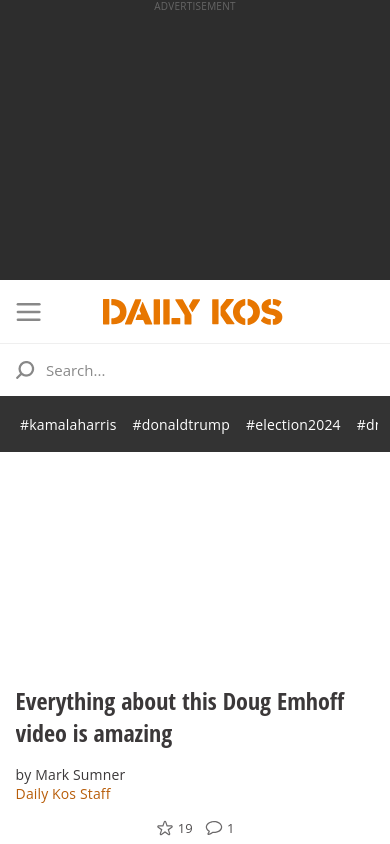 ADVERTISEMENT
DAILY KOS
Search...
#kamalaharris #donaldtrump #election2024
Everything about this Doug Emhoff
video is amazing
by Mark Sumner
Daily Kos Staff
19 1